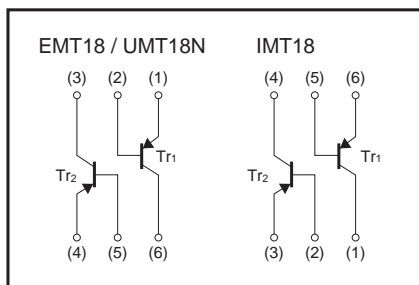 EMT18 / UMT18N
IMT18
(3) (2) (1)
(4) (5) (6)
Tr2 Tr1
Tr2 Tr1
(4) (5) (6)
(3) (2) (1)